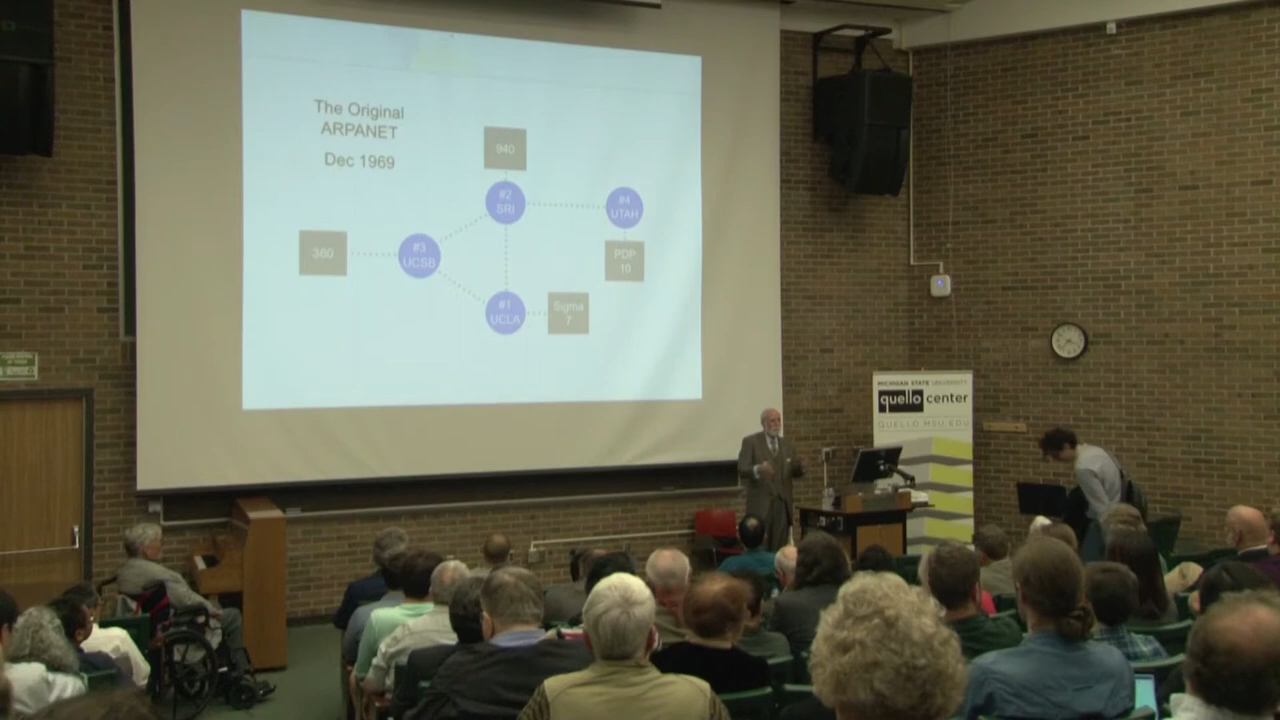 The Original
ARPANET
Dec 1969
940
#2
SRI
#4
UTAH
360
#3
UCSB
PDP
10
#1
UCLA
Sigma
7
MICHIGAN STATE UNIVERSITY
quello center
QUELLO.MSU.EDU